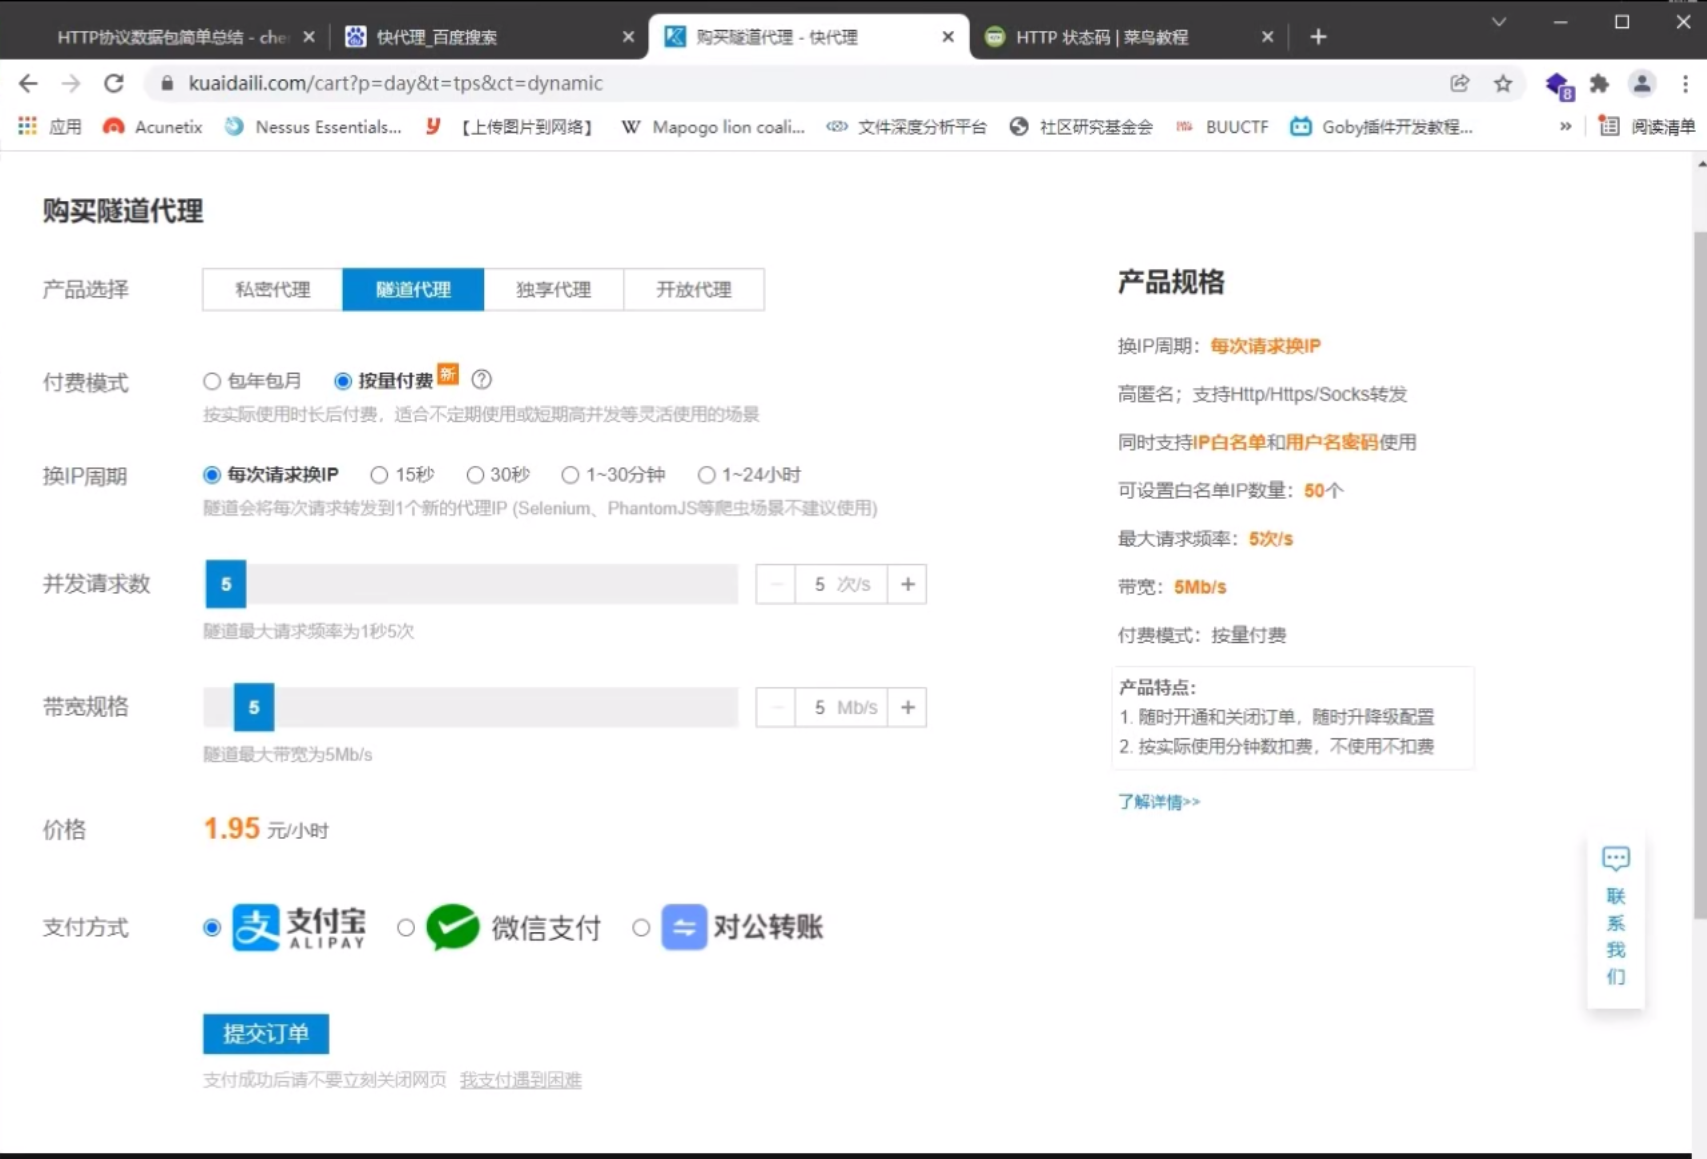 HTTP协议数据包简单总结 - che
快代理_百度搜索
购买隧道代理 - 快代理
HTTP 状态码 | 菜鸟教程
kuaidaili.com/cart?p=day&t=tps&ct=dynamic
8
应用
Acunetix
Nessus Essentials...
【上传图片到网络】
W
Mapogo lion coali...
文件深度分析平台
社区研究基金会
BUUCTF
Goby插件开发教程...
»
阅读清单
购买隧道代理
产品选择
私密代理
隧道代理
独享代理
开放代理
付费模式
包年包月
按量付费
新
?
按实际使用时长后付费，适合不定期使用或短期高并发等灵活使用的场景
换IP周期
每次请求换IP
15秒
30秒
1~30分钟
1~24小时
隧道会将每次请求转发到1个新的代理IP (Selenium、PhantomJS等爬虫场景不建议使用)
并发请求数
5
− 5 次/s +
隧道最大请求频率为1秒5次
带宽规格
5
− 5 Mb/s +
隧道最大带宽为5Mb/s
价格
1.95 元/小时
支付方式
支付宝
ALIPAY
微信支付
对公转账
提交订单
支付成功后请不要立刻关闭网页 我支付遇到困难
产品规格
换IP周期：每次请求换IP
高匿名；支持Http/Https/Socks转发
同时支持IP白名单和用户名密码使用
可设置白名单IP数量：50个
最大请求频率：5次/s
带宽：5Mb/s
付费模式：按量付费
产品特点：
1. 随时开通和关闭订单，随时升降级配置
2. 按实际使用分钟数扣费，不使用不扣费
了解详情>>
联
系
我
们